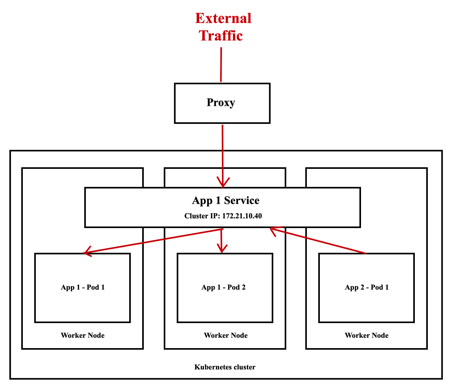 External
Traffic
Proxy
App 1 Service
Cluster IP: 172.21.10.40
App 1 - Pod 1
App 1 - Pod 2
App 2 - Pod 1
Worker Node
Worker Node
Worker Node
Kubernetes cluster